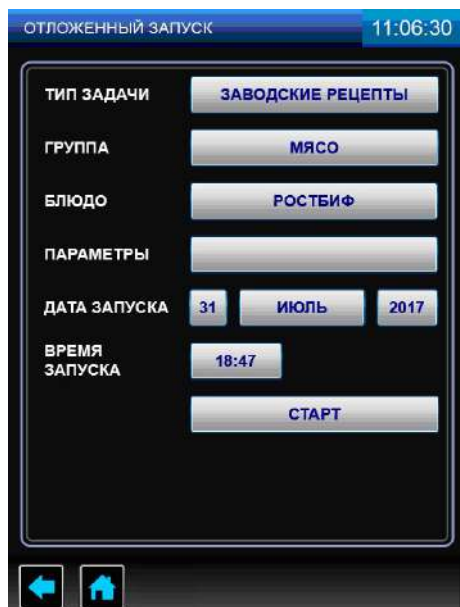 ОТЛОЖЕННЫЙ ЗАПУСК 11:06:30
ТИП ЗАДАЧИ ЗАВОДСКИЕ РЕЦЕПТЫ
ГРУППА МЯСО
БЛЮДО РОСТБИФ
ПАРАМЕТРЫ
ДАТА ЗАПУСКА 31 ИЮЛЬ 2017
ВРЕМЯ
ЗАПУСКА 18:47
СТАРТ